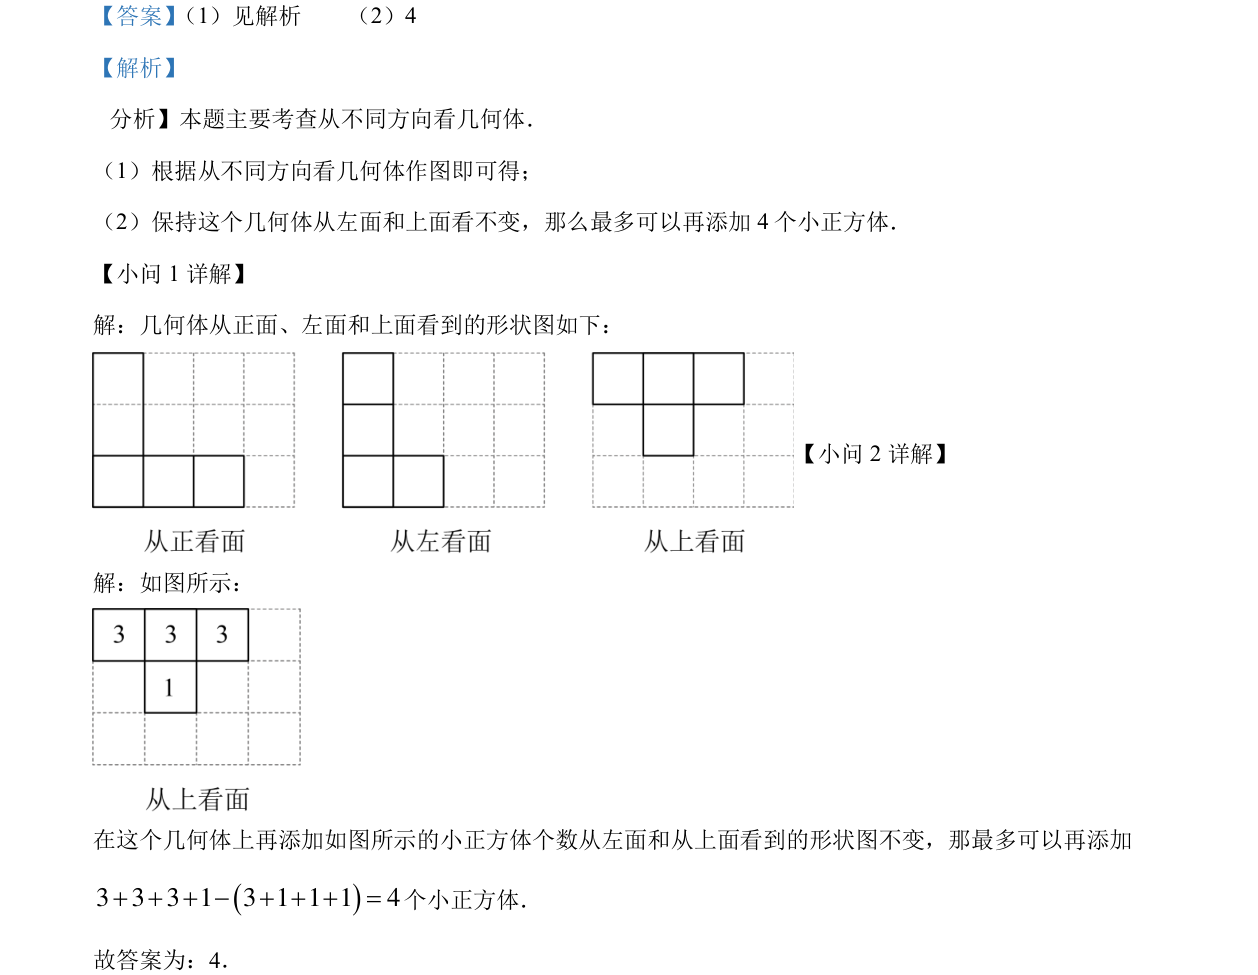 【答案】（1）见解析 （2）4
【解析】
分析】本题主要考查从不同方向看几何体．
（1）根据从不同方向看几何体作图即可得；
（2）保持这个几何体从左面和上面看不变，那么最多可以再添加 4 个小正方体．
【小问 1 详解】
解：几何体从正面、左面和上面看到的形状图如下：
【小问 2 详解】
从正看面 从左看面 从上看面
解：如图所示：
3 3 3
1
从上看面
在这个几何体上再添加如图所示的小正方体个数从左面和从上面看到的形状图不变，那最多可以再添加
3+3+3+1−(3+1+1+1)=4个小正方体．
故答案为：4．